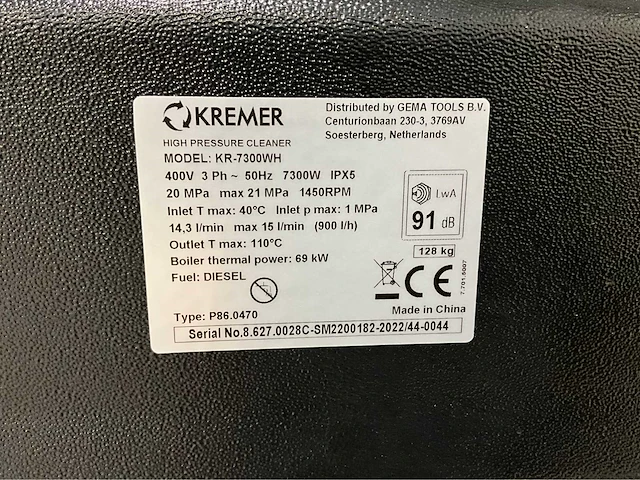 KREMER
Distributed by GEMA TOOLS B.V.
Centurionbaan 230-3, 3769AV
Soesterberg, Netherlands
HIGH PRESSURE CLEANER
MODEL: KR-7300WH
400V 3 Ph ~ 50Hz 7300W IPX5
20 MPa max 21 MPa 1450RPM
Inlet T max: 40°C Inlet p max: 1 MPa
14,3 l/min max 15 l/min (900 l/h)
Outlet T max: 110°C
Boiler thermal power: 69 kW
Fuel: DIESEL
LWA
91 dB
128 kg
CE
7.701.8007
Made in China
Type: P86.0470
Serial No.8.627.0028C-SM2200182-2022/44-0044